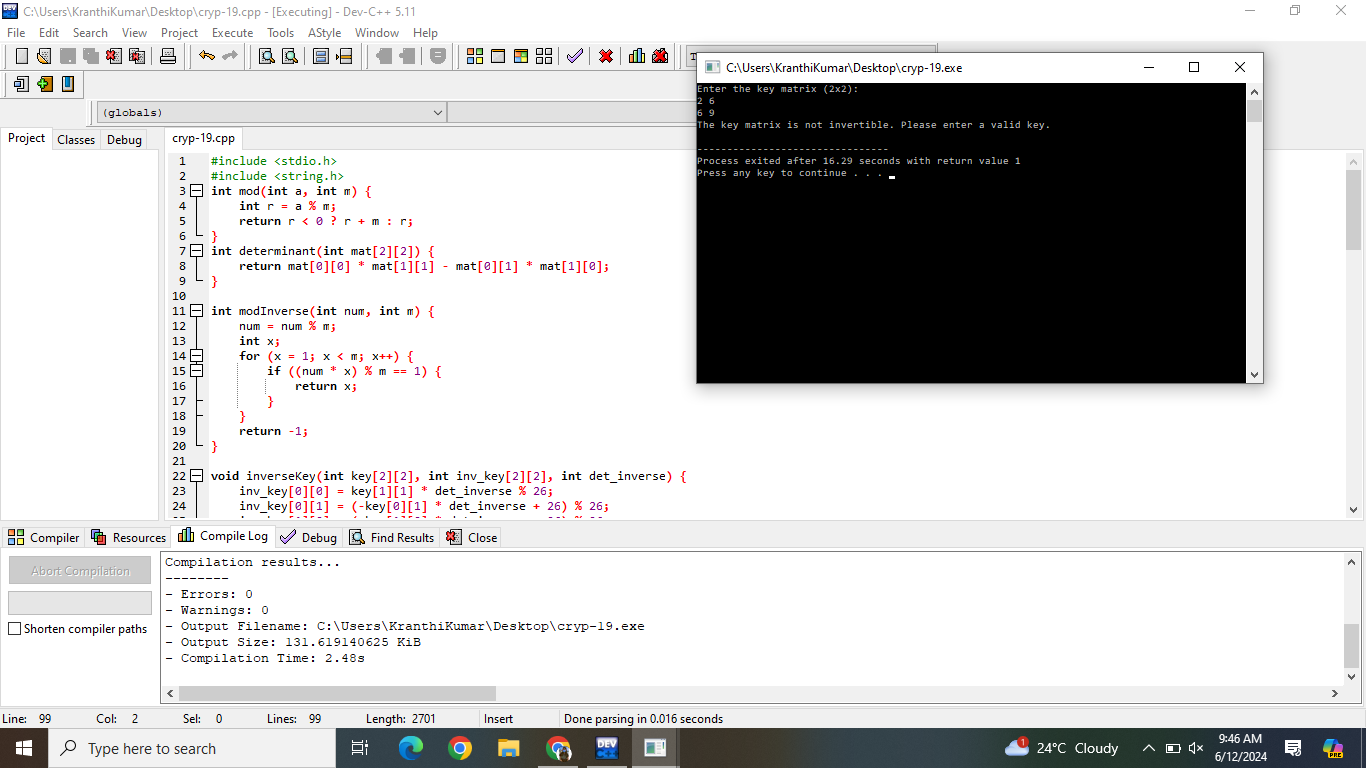 C:\Users\KranthiKumar\Desktop\cryp-19.cpp - [Executing] - Dev-C++ 5.11
File Edit Search View Project Execute Tools AStyle Window Help
(globals)
Project Classes Debug
cryp-19.cpp
1 #include <stdio.h>
2 #include <string.h>
3 int mod(int a, int m) {
4 int r = a % m;
5 return r < 0 ? r + m : r;
6 }
7 int determinant(int mat[2][2]) {
8 return mat[0][0] * mat[1][1] - mat[0][1] * mat[1][0];
9 }
10
11 int modInverse(int num, int m) {
12 num = num % m;
13 int x;
14 for (x = 1; x < m; x++) {
15 if ((num * x) % m == 1) {
16 return x;
17 }
18 }
19 return -1;
20 }
21
22 void inverseKey(int key[2][2], int inv_key[2][2], int det_inverse) {
23 inv_key[0][0] = key[1][1] * det_inverse % 26;
24 inv_key[0][1] = (-key[0][1] * det_inverse + 26) % 26;
C:\Users\KranthiKumar\Desktop\cryp-19.exe
Enter the key matrix (2x2):
2 6
6 9
The key matrix is not invertible. Please enter a valid key.
--------------------------------
Process exited after 16.29 seconds with return value 1
Press any key to continue . . .
Compiler Resources Compile Log Debug Find Results Close
Abort Compilation
Shorten compiler paths
Compilation results...
--------
- Errors: 0
- Warnings: 0
- Output Filename: C:\Users\KranthiKumar\Desktop\cryp-19.exe
- Output Size: 131.619140625 KiB
- Compilation Time: 2.48s
Line: 99 Col: 2 Sel: 0 Lines: 99 Length: 2701 Insert Done parsing in 0.016 seconds
Type here to search
DEV
1
24°C Cloudy
9:46 AM
6/12/2024
PRE